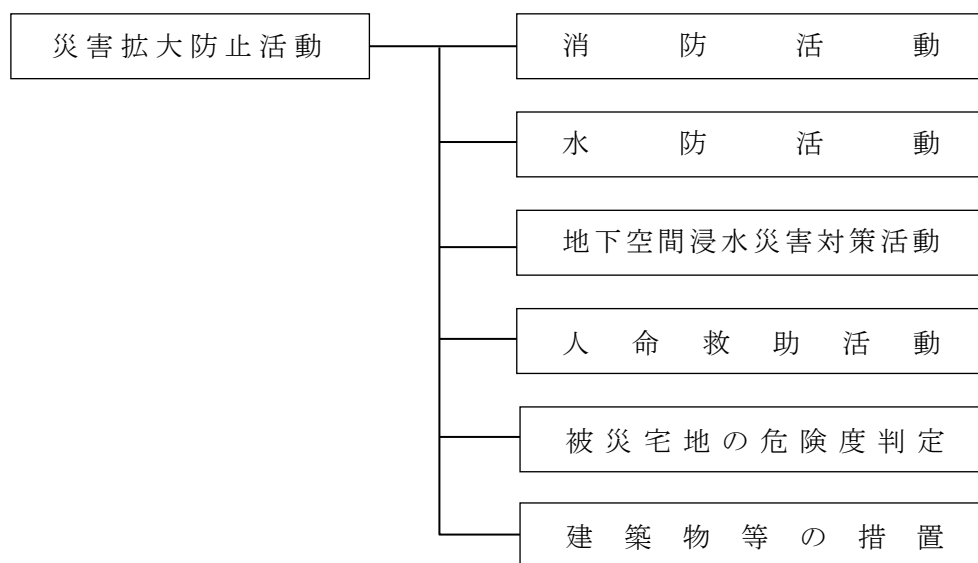 災害拡大防止活動
消防活動
水防活動
地下空間浸水災害対策活動
人命救助活動
被災宅地の危険度判定
建築物等の措置